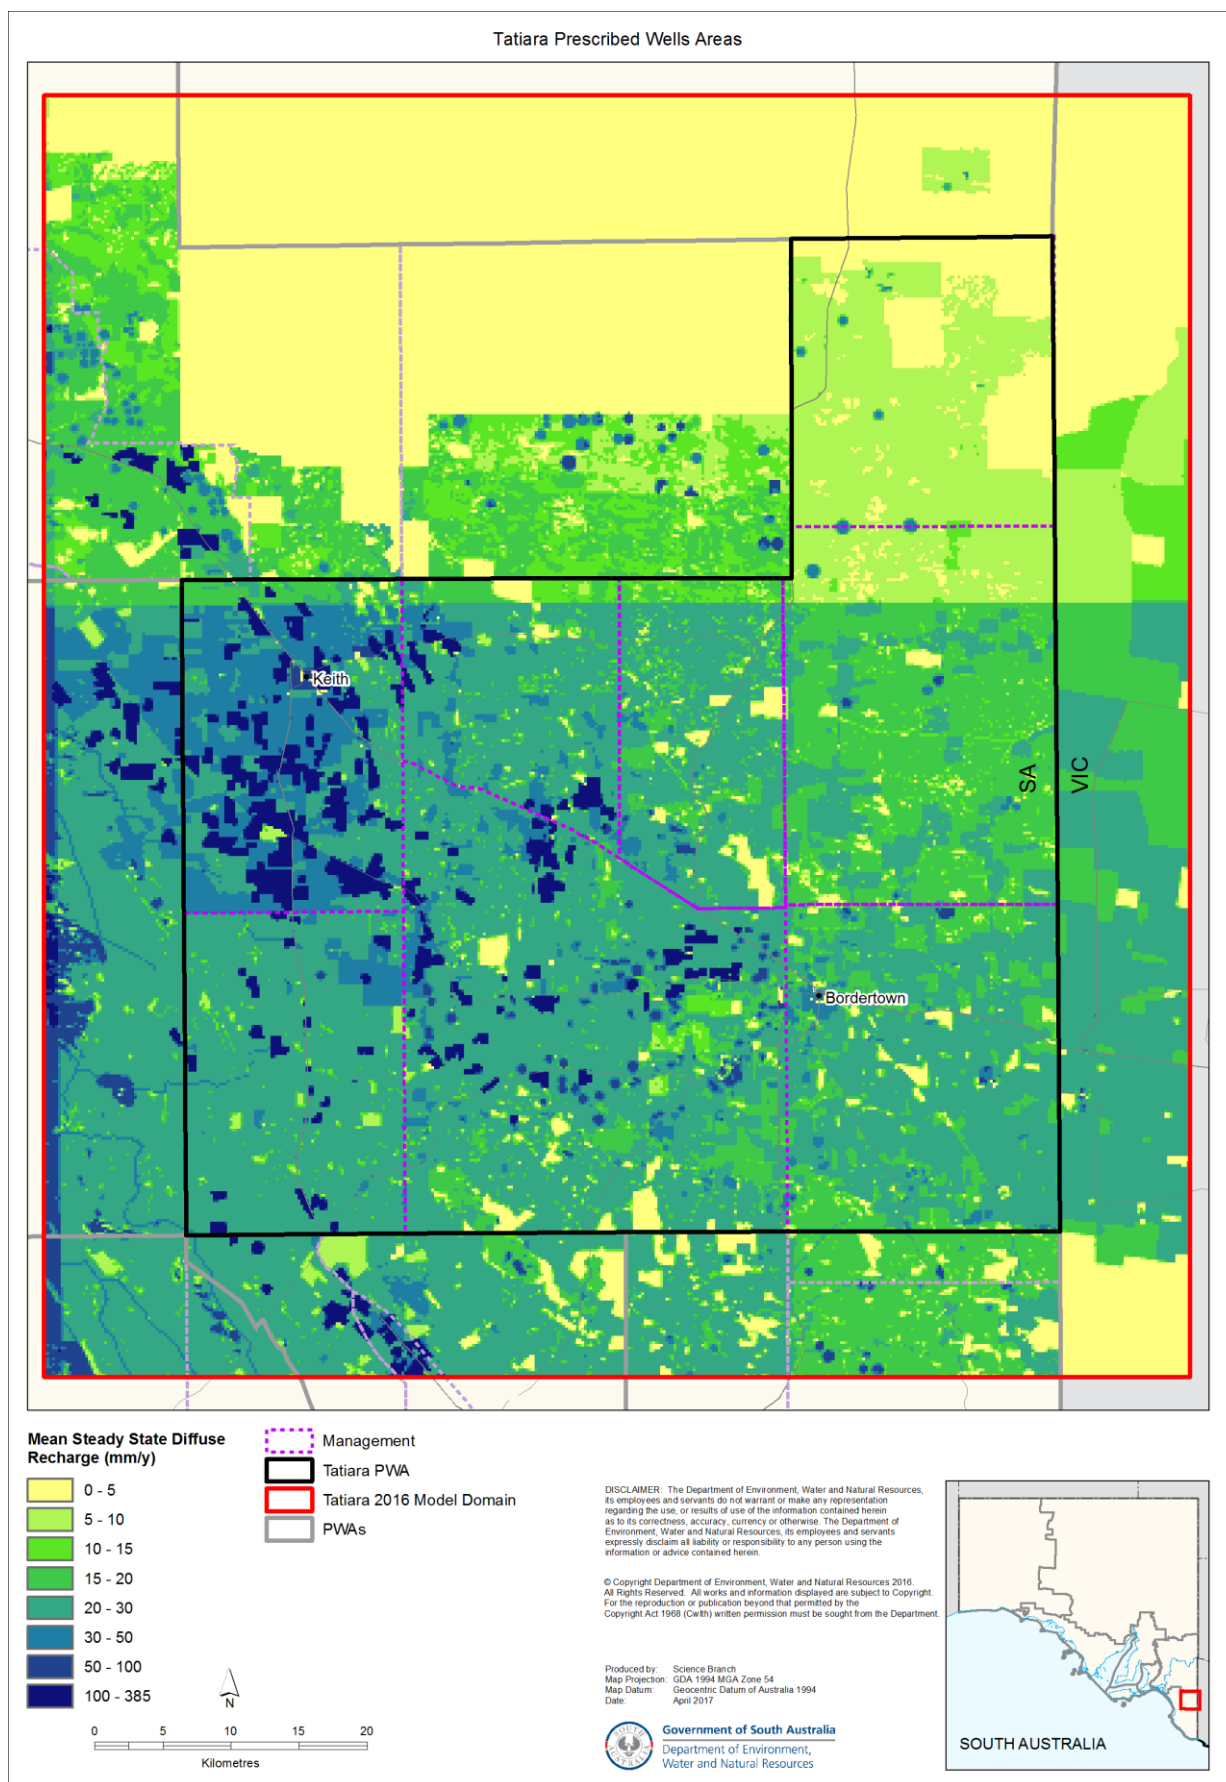 Tatiara Prescribed Wells Areas
Keith
SA
VIC
Bordertown
Mean Steady State Diffuse
Recharge (mm/y)
0 - 5
5 - 10
10 - 15
15 - 20
20 - 30
30 - 50
50 - 100
100 - 385
Management
Tatiara PWA
Tatiara 2016 Model Domain
PWAs
N
0 5 10 15 20
Kilometres
DISCLAIMER: The Department of Environment, Water and Natural Resources,
its employees and servants do not warrant or make any representation
regarding the use, or results of use of the information contained herein
as to its correctness, accuracy, currency or otherwise. The Department of
Environment, Water and Natural Resources, its employees and servants
expressly disclaim all liability or responsibility to any person using the
information or advice contained herein.
© Copyright Department of Environment, Water and Natural Resources 2016.
All Rights Reserved. All works and information displayed are subject to Copyright.
For the reproduction or publication beyond that permitted by the
Copyright Act 1968 (Cwlth) written permission must be sought from the Department.
Produced by: Science Branch
Map Projection: GDA 1994 MGA Zone 54
Map Datum: Geocentric Datum of Australia 1994
Date: April 2017
SOUTH AUSTRALIA
Government of South Australia
Department of Environment,
Water and Natural Resources
SOUTH AUSTRALIA